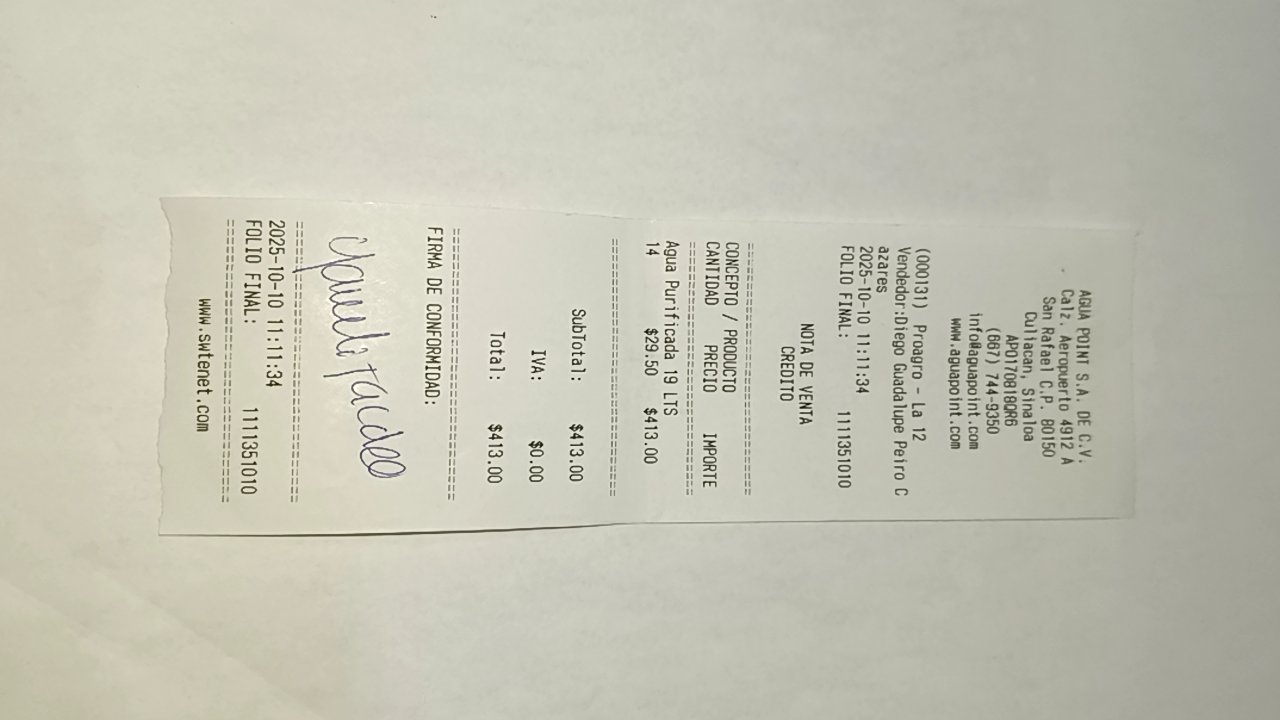 AGUA POINT S.A. DE C.V.
Calz. Aeropuerto 4912 A
San Rafael C.P. 80150
Culiacan, Sinaloa
APO170818QR6
(667) 744-9350
info@aguapoint.com
www.aguapoint.com
(000131) Proagro - La 12
Vendedor:Diego Guadalupe Peiro C
azares
2025-10-10 11:11:34
FOLIO FINAL: 1111351010
NOTA DE VENTA
CREDITO
================================
CONCEPTO / PRODUCTO
CANTIDAD PRECIO IMPORTE
================================
Agua Purificada 19 LTS
14 $29.50 $413.00
================================
SubTotal: $413.00
IVA: $0.00
Total: $413.00
================================
FIRMA DE CONFORMIDAD:
================================
2025-10-10 11:11:34
FOLIO FINAL: 1111351010
================================
www.swtenet.com